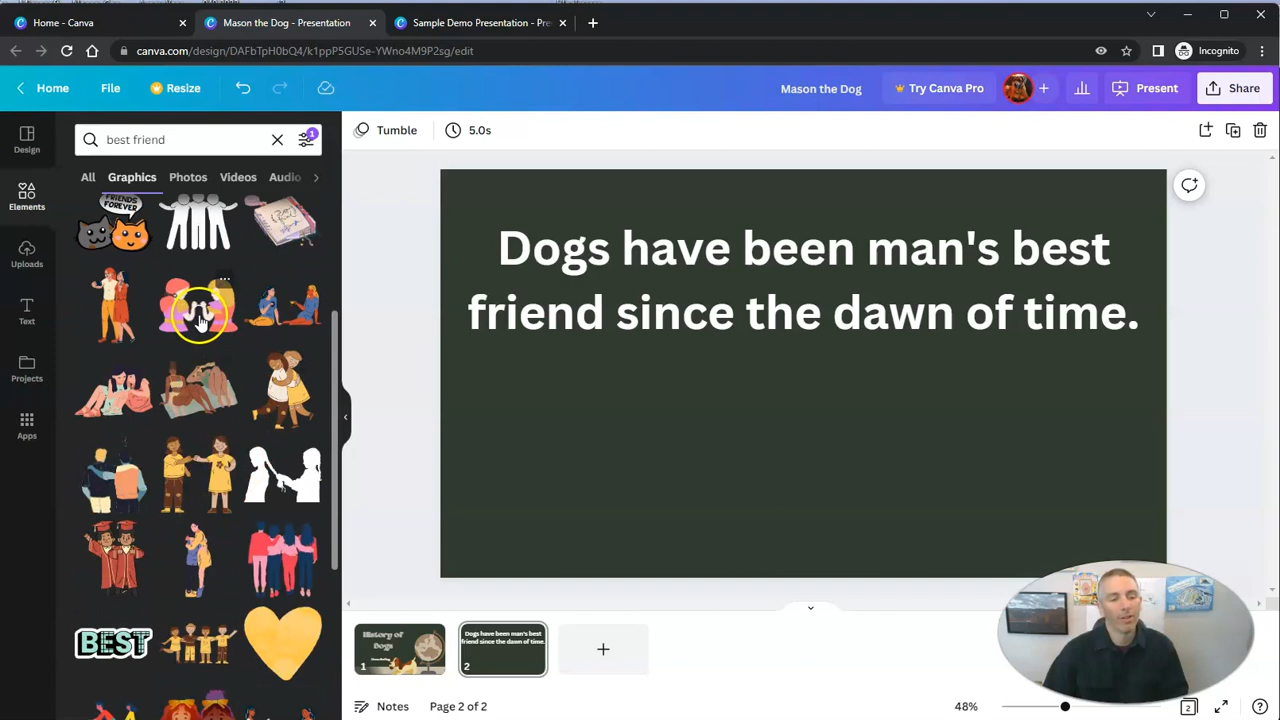 Home - Canva
Mason the Dog - Presentation
Sample Demo Presentation - Pre
canva.com/design/DAFbTpH0bQ4/k1ppP5GUSe-YWno4M9P2sg/edit
Incognito
Home
File
Resize
Mason the Dog
Try Canva Pro
Present
Share
Design
Elements
Uploads
Text
Projects
Apps
best friend
1
All
Graphics
Photos
Videos
Audio
FRIENDS
FOREVER
BEST
Tumble
5.0s
Dogs have been man's best
friend since the dawn of time.
History of
Dogs
1
Dogs have been man's best
friend since the dawn of time.
2
Notes
Page 2 of 2
48%
2